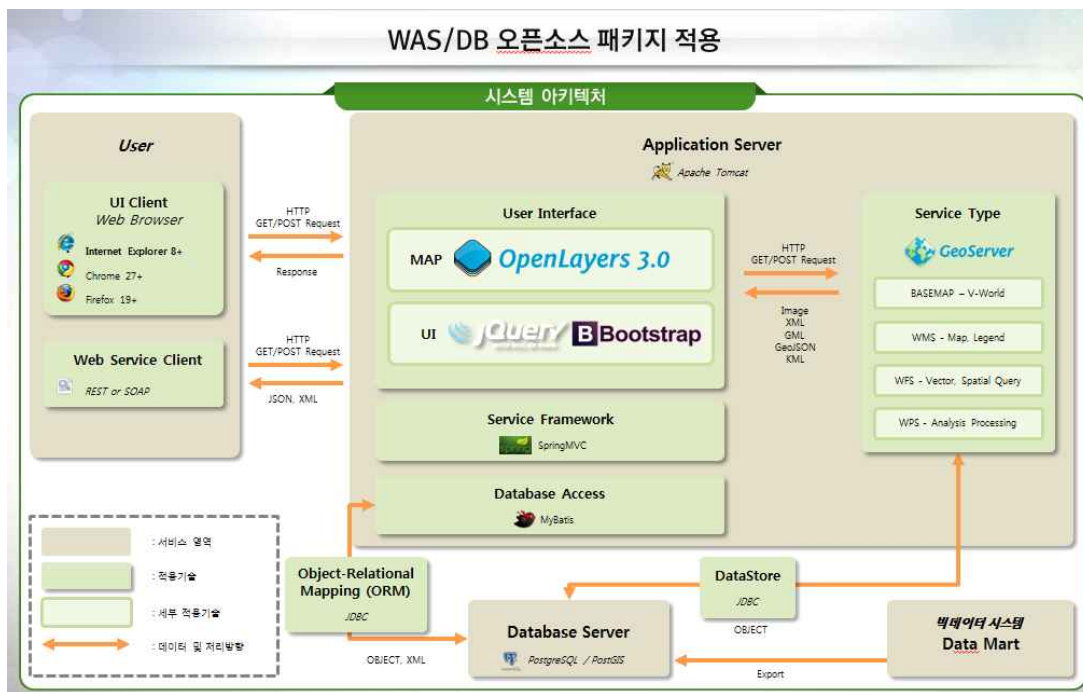 WAS/DB 오픈소스 패키지 적용
시스템 아키텍처
User
UI Client
Web Browser
Internet Explorer 8+
Chrome 27+
Firefox 19+
Web Service Client
REST or SOAP
HTTP
GET/POST Request
Response
HTTP
GET/POST Request
JSON, XML
Application Server
Apache Tomcat
User Interface
MAP
OpenLayers 3.0
UI
jQuery
B Bootstrap
Service Framework
SpringMVC
Database Access
MyBatis
HTTP
GET/POST Request
Image
XML
GML
GeoJSON
KML
Service Type
GeoServer
BASEMAP – V-World
WMS - Map, Legend
WFS - Vector, Spatial Query
WPS - Analysis Processing
: 서비스 영역
: 적용기술
: 세부 적용기술
: 데이터 및 처리방향
Object-Relational
Mapping (ORM)
JDBC
OBJECT, XML
DataStore
JDBC
OBJECT
Database Server
PostgreSQL / PostGIS
Export
빅데이터 시스템
Data Mart